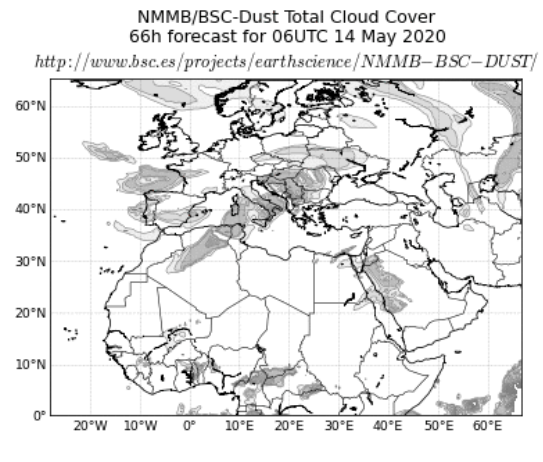 NMMB/BSC-Dust Total Cloud Cover
66h forecast for 06UTC 14 May 2020
http://www.bsc.es/projects/earthscience/NMMB−BSC−DUST/
60°N
50°N
40°N
30°N
20°N
10°N
0°
20°W 10°W 0° 10°E 20°E 30°E 40°E 50°E 60°E